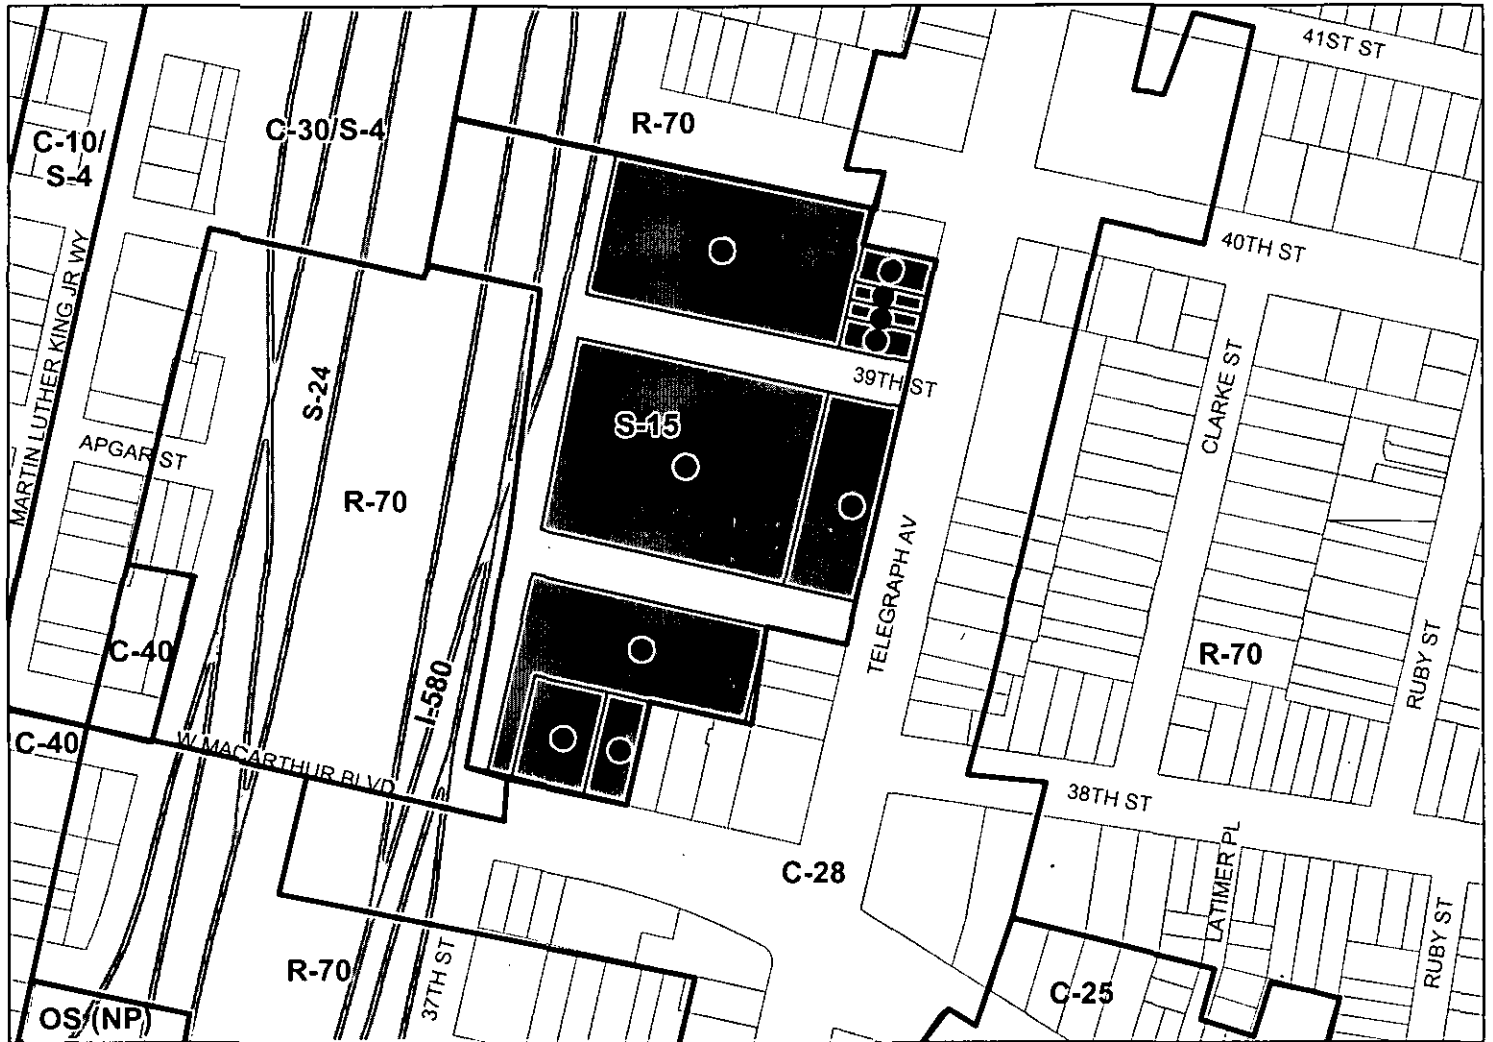 41ST ST
R-70
C-30/S-4
C-10/
S-4
40TH ST
MARTIN LUTHER KING JR WY
39TH ST
S-24
CLARKE ST
S-15
APGAR ST
R-70
TELEGRAPH AV
C-40
R-70
RUBY ST
I-580
C-40
W MACARTHUR BLVD
38TH ST
C-28
LATIMER PL
R-70
37TH ST
C-25
RUBY ST
OS (NP)